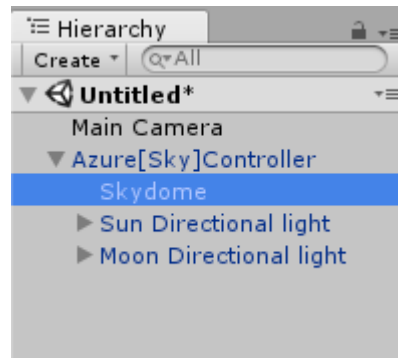 Hierarchy
Create All
Untitled*
Main Camera
Azure[Sky]Controller
Skydome
Sun Directional light
Moon Directional light